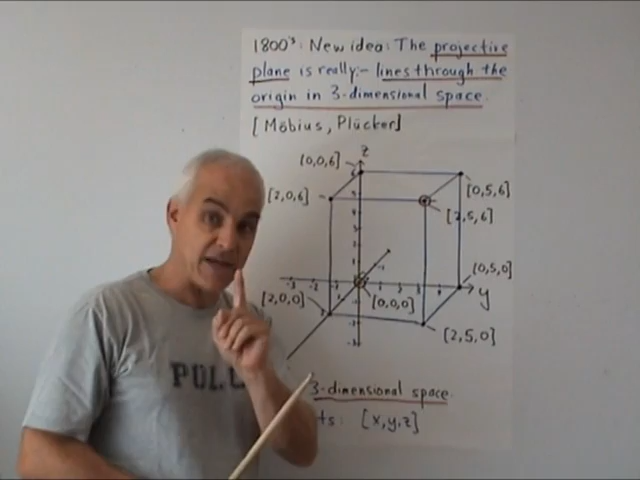 1800's: New idea: The projective
plane is really:- lines through the
origin in 3-dimensional space.
[Möbius, Plücker]
z
[0,0,6]
[2,0,6]
[0,5,6]
[2,5,6]
[0,5,0]
y
[2,0,0]
[0,0,0]
[2,5,0]
3-dimensional space.
ts: [x,y,z]
POL